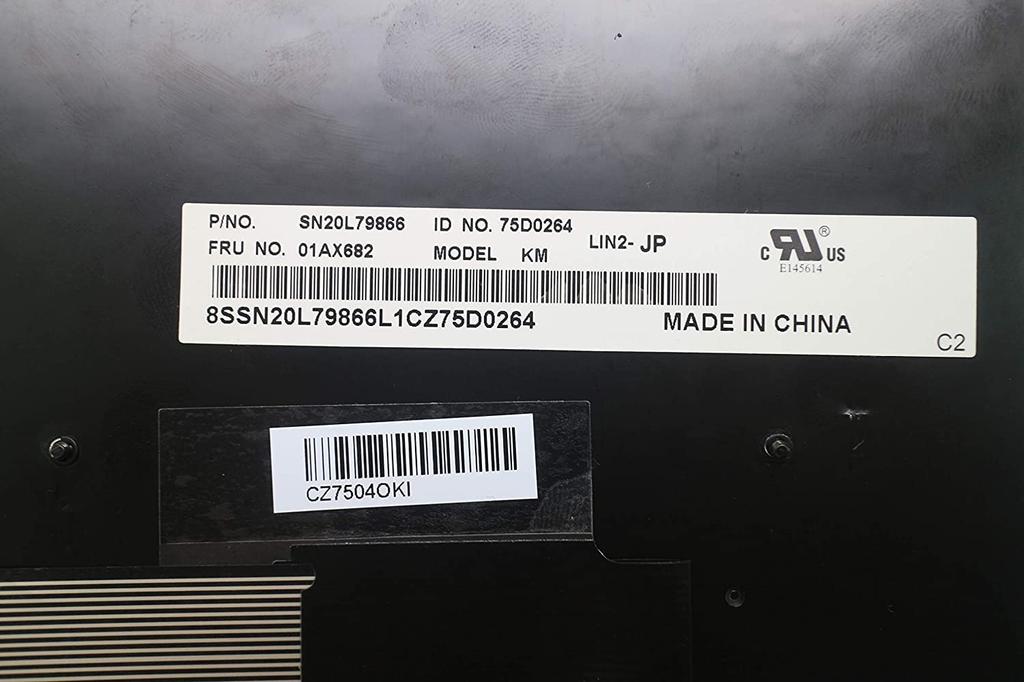 P/NO. SN20L79866 ID NO. 75D0264
FRU NO. 01AX682 MODEL KM LIN2- JP
C RU® US
E145614
8SSN20L79866L1CZ75D0264 MADE IN CHINA
C2
CZ7504OKI